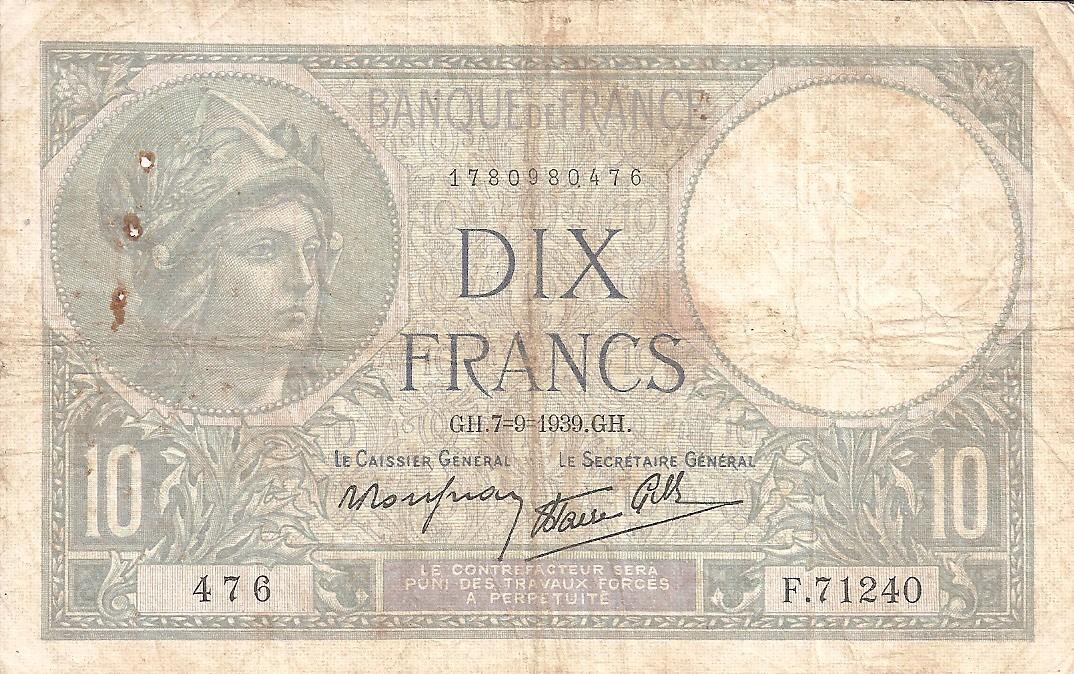 BANQUE DE FRANCE
1780980476
DIX
FRANCS
GH.7-9-1939.GH.
LE CAISSIER GÉNÉRAL LE SECRÉTAIRE GÉNÉRAL
10 10
LE CONTREFACTEUR SERA
PUNI DES TRAVAUX FORCÉS
À PERPÉTUITÉ
476 F.71240